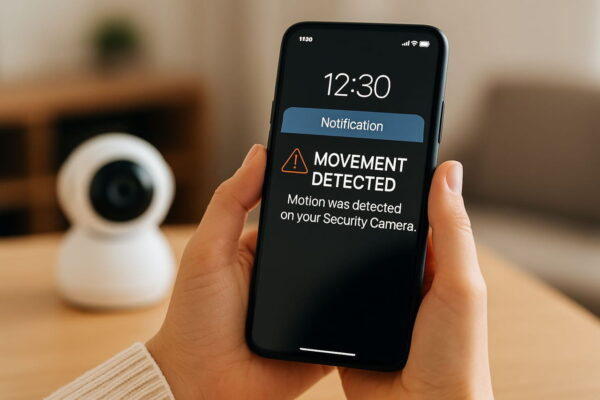 1130
12:30
Notification
MOVEMENT
DETECTED
Motion was detected
on your Security Camera.